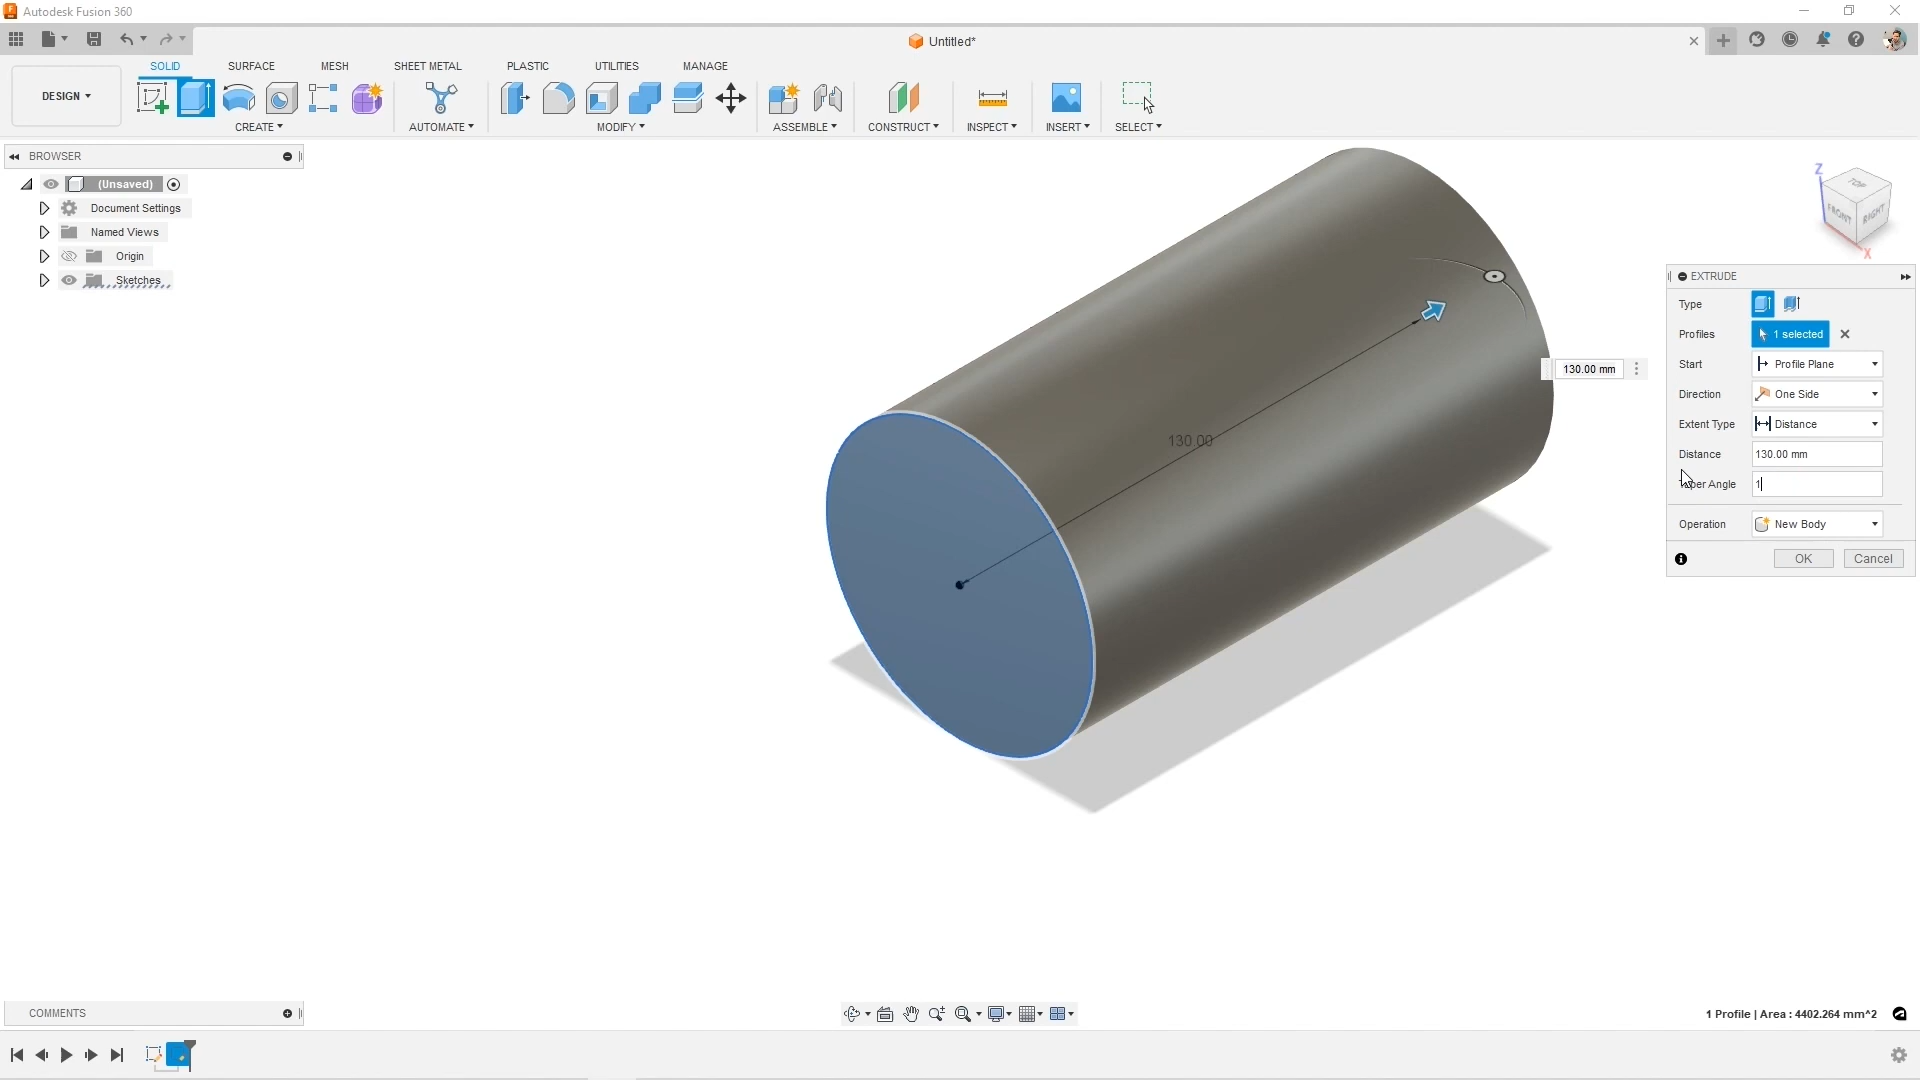 Autodesk Fusion 360
Untitled*
DESIGN
SOLID SURFACE MESH SHEET METAL PLASTIC UTILITIES MANAGE
CREATE AUTOMATE MODIFY ASSEMBLE CONSTRUCT INSPECT INSERT SELECT
BROWSER
(Unsaved)
Document Settings
Named Views
Origin
Sketches
Z
TOP
FRONT RIGHT
X
130.00
130.00 mm
EXTRUDE
Type
Profiles 1 selected
Start Profile Plane
Direction One Side
Extent Type Distance
Distance 130.00 mm
per Angle 1
Operation New Body
OK Cancel
COMMENTS
1 Profile | Area : 4402.264 mm^2